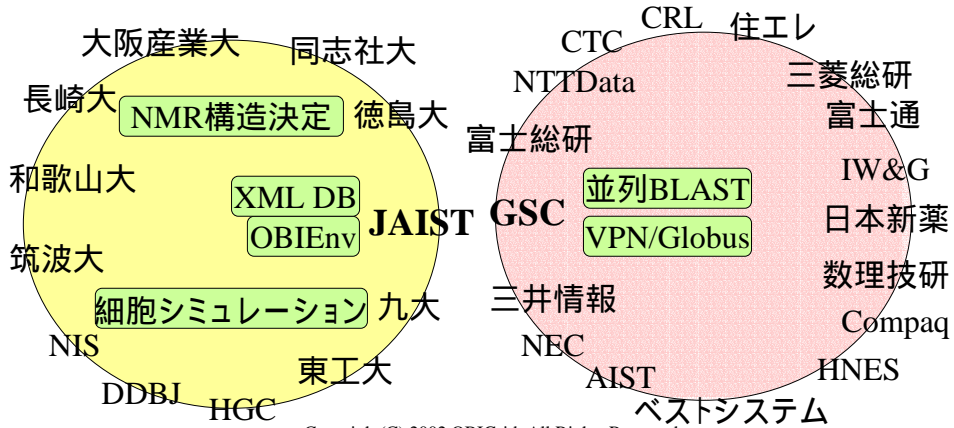 CRL
住エレ
大阪産業大
同志社大
CTC
NTTData
三菱総研
長崎大
NMR構造決定
徳島大
富士通
富士総研
和歌山大
XML DB
並列BLAST
IW&G
JAIST
GSC
OBIEnv
VPN/Globus
日本新薬
筑波大
数理技研
細胞シミュレーション
九大
三井情報
Compaq
NIS
NEC
東工大
AIST
HNES
DDBJ
HGC
ベストシステム